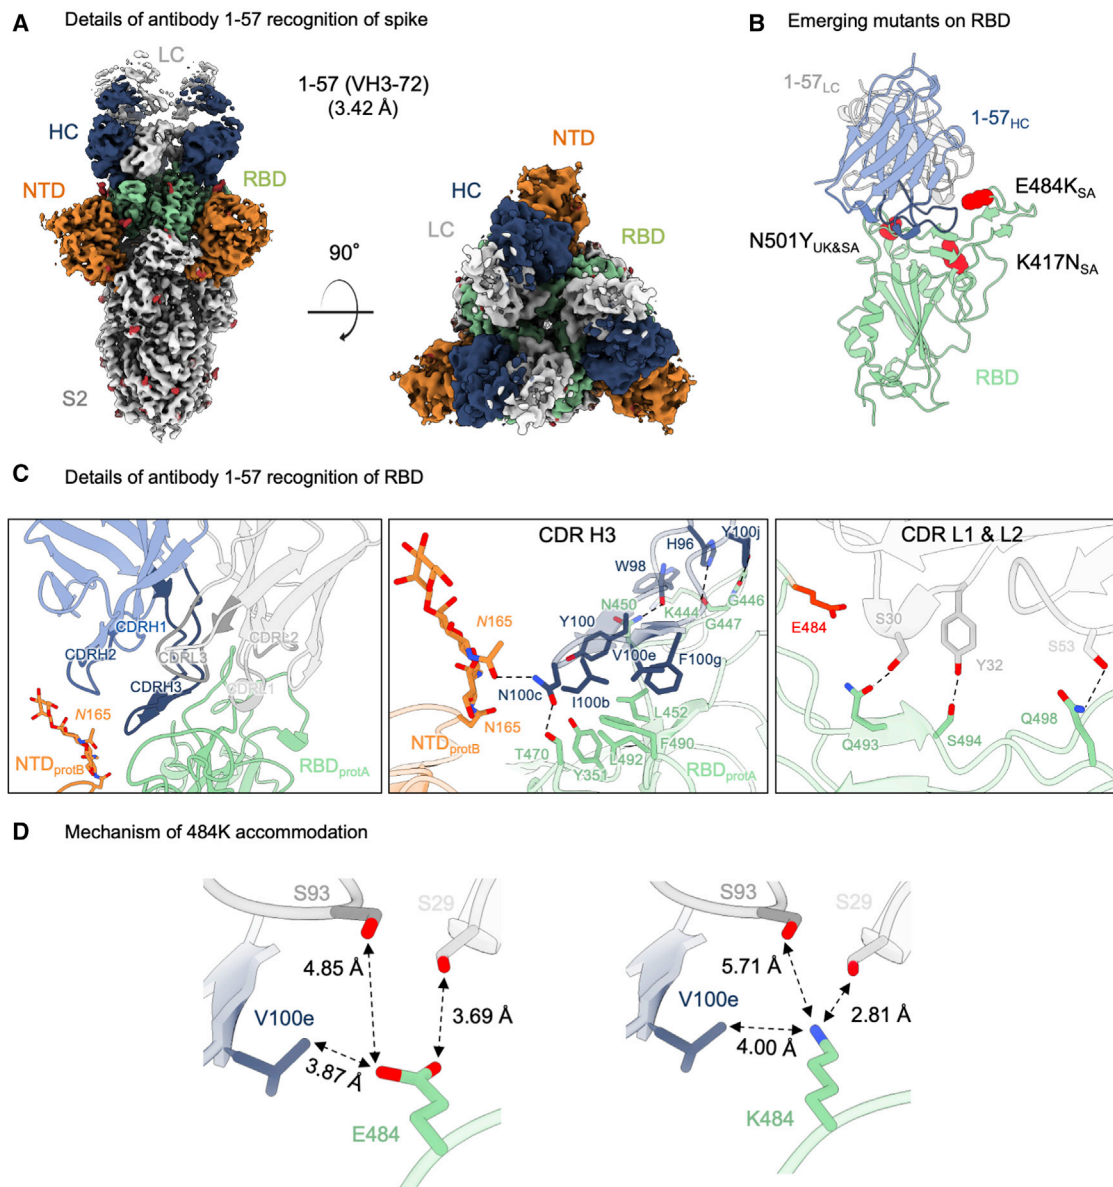 A Details of antibody 1-57 recognition of spike
LC
1-57 (VH3-72)
(3.42 Å)
HC
NTD
RBD
S2
90°
NTD
HC
LC
RBD
B Emerging mutants on RBD
1-57LC
1-57HC
E484KSA
N501YUK&SA
K417NSA
RBD
C Details of antibody 1-57 recognition of RBD
CDRH1
CDRH2
CDRL3
CDRL2
CDRL1
CDRH3
N165
NTDprotB
RBDprotA
CDR H3
H96
Y100j
W98
N450
K444
G446
G447
Y100
N165
V100e
F100g
N100c
I100b
N165
L452
NTDprotB
T470
F490
L492
Y351
RBDprotA
CDR L1 & L2
E484
S30
Y32
S53
Q493
S494
Q498
D Mechanism of 484K accommodation
S93
S29
4.85 Å
3.69 Å
V100e
3.87 Å
E484
S93
S29
5.71 Å
2.81 Å
V100e
4.00 Å
K484